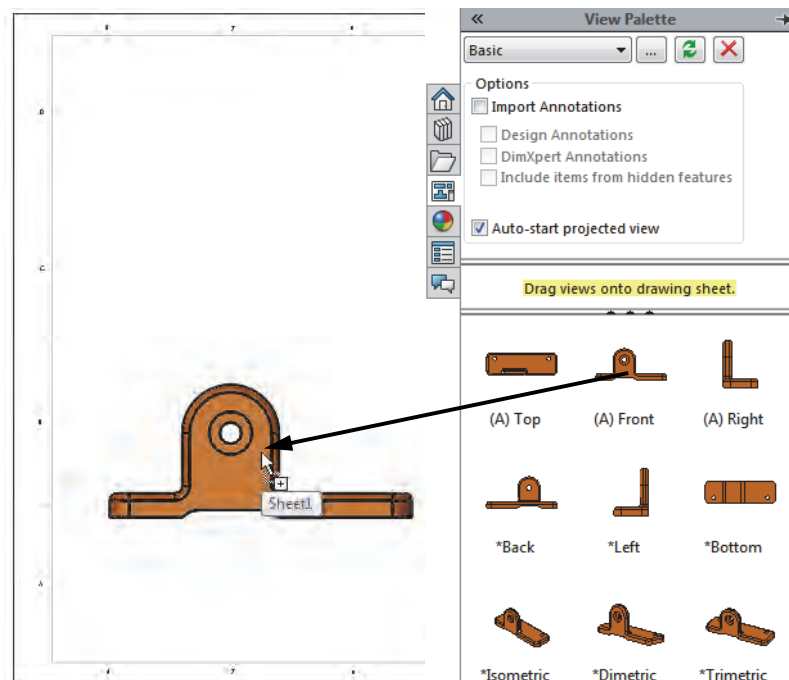 View Palette
Basic
...
Options
Import Annotations
Design Annotations
DimXpert Annotations
Include items from hidden features
Auto-start projected view
Drag views onto drawing sheet.
(A) Top (A) Front (A) Right
Sheet1
*Back *Left *Bottom
*Isometric *Dimetric *Trimetric